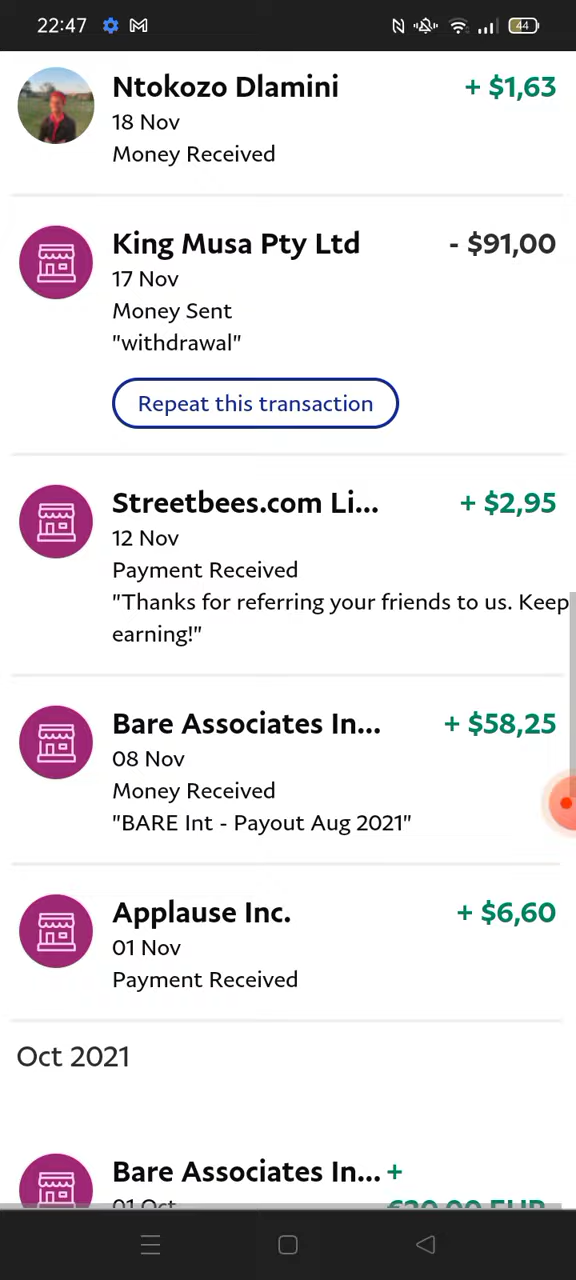 22:47 44
Ntokozo Dlamini + $1,63
18 Nov
Money Received
King Musa Pty Ltd - $91,00
17 Nov
Money Sent
"withdrawal"
Repeat this transaction
Streetbees.com Li... + $2,95
12 Nov
Payment Received
"Thanks for referring your friends to us. Keep
earning!"
Bare Associates In... + $58,25
08 Nov
Money Received
"BARE Int - Payout Aug 2021"
Applause Inc. + $6,60
01 Nov
Payment Received
Oct 2021
Bare Associates In... +
01 Oct